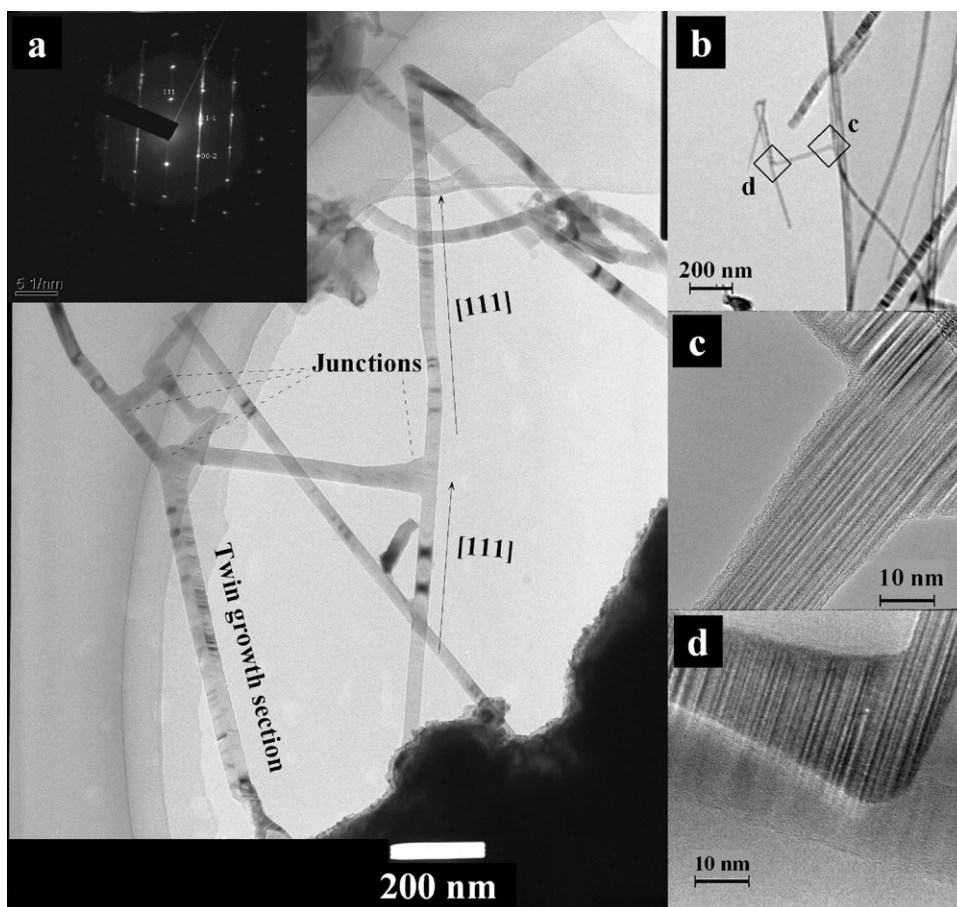 a
111
11-1
00-2
5 1/nm
[111]
Junctions
[111]
Twin growth section
200 nm
b
c
d
200 nm
c
10 nm
d
10 nm